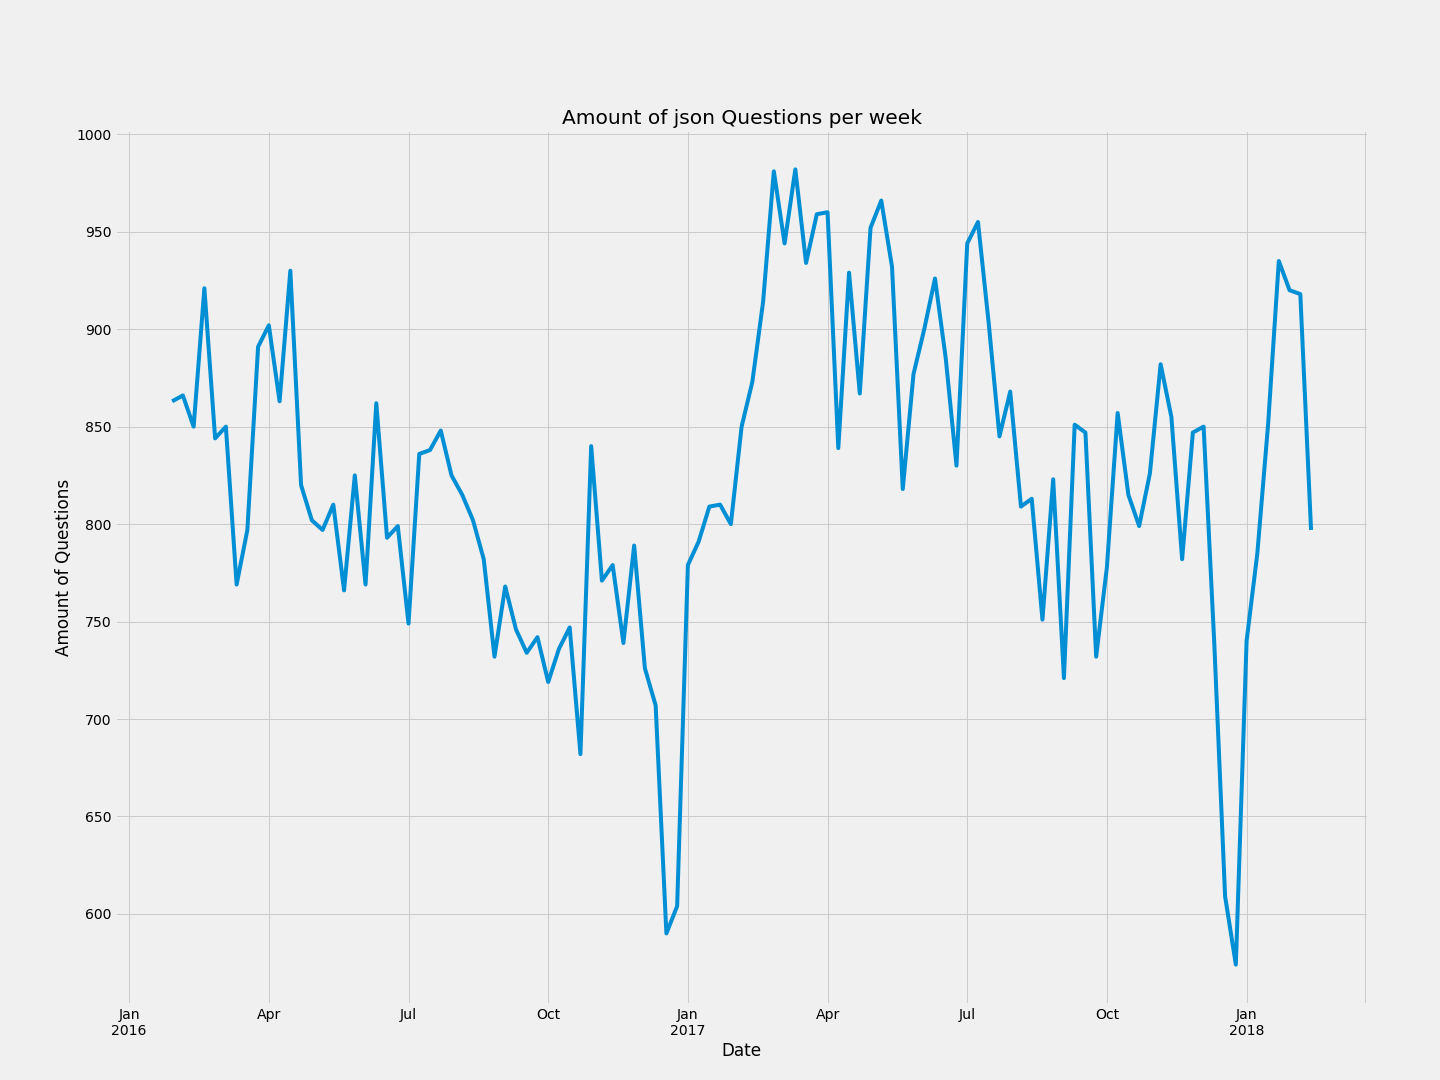 Amount of json Questions per week
1000
950
900
850
800
750
700
650
600
Amount of Questions
Jan Apr Jul Oct Jan Apr Jul Oct Jan
2016 2017 2018
Date